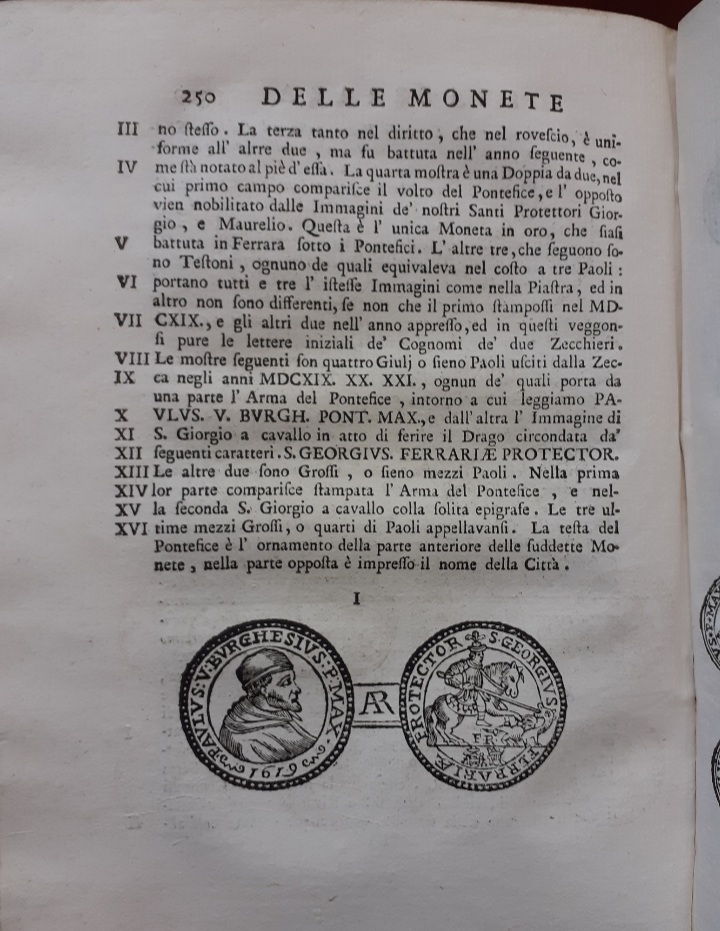 250 DELLE MONETE
III no ſteſſo. La terza tanto nel diritto, che nel roveſcio, è uni-
forme all' alrre due, ma fu battuta nell' anno ſeguente, co-
IV me ſtà notato al piè d' eſſa. La quarta moſtra è una Doppia da due, nel
cui primo campo compariſce il volto del Pontefice, e l' oppoſto
vien nobilitato dalle Immagini de' noſtri Santi Protettori Gior-
gio, e Maurelio. Queſta è l' unica Moneta in oro, che ſiaſi
V battuta in Ferrara ſotto i Pontefici. L' altre tre, che ſeguono ſo-
no Teſtoni, ognuno de quali equivaleva nel coſto a tre Paoli:
VI portano tutti e tre l' iſteſſe Immagini come nella Piaſtra, ed in
altro non ſono differenti, ſe non che il primo ſtampoſſi nel MD-
VII CXIX., e gli altri due nell' anno appreſſo, ed in queſti veggon-
ſi pure le lettere iniziali de' Cognomi de' due Zecchieri.
VIII Le moſtre ſeguenti ſon quattro Giulj o ſieno Paoli uſciti dalla Zec-
IX ca negli anni MDCXIX. XX. XXI., ognun de' quali porta da
una parte l' Arma del Pontefice, intorno a cui leggiamo PA-
X VLVS. V. BVRGH. PONT. MAX., e dall' altra l' Immagine di
XI S. Giorgio a cavallo in atto di ferire il Drago circondata da'
XII ſeguenti caratteri. S. GEORGIVS. FERRARIÆ PROTECTOR.
XIII Le altre due ſono Groſſi, o ſieno mezzi Paoli. Nella prima
XIV lor parte compariſce ſtampata l' Arma del Pontefice, e nel-
XV la ſeconda S. Giorgio a cavallo colla ſolita epigrafe. Le tre ul-
XVI time mezzi Groſſi, o quarti di Paoli appellavanſi. La teſta del
Pontefice è l' ornamento della parte anteriore delle ſuddette Mo-
nete, nella parte oppoſta è impreſſo il nome della Città.
I
PAVLVS: V: BVRGHESIVS: P: MAX. 1619
AR
S. GEORGIVS FERRARIÆ PROTECTOR
FR